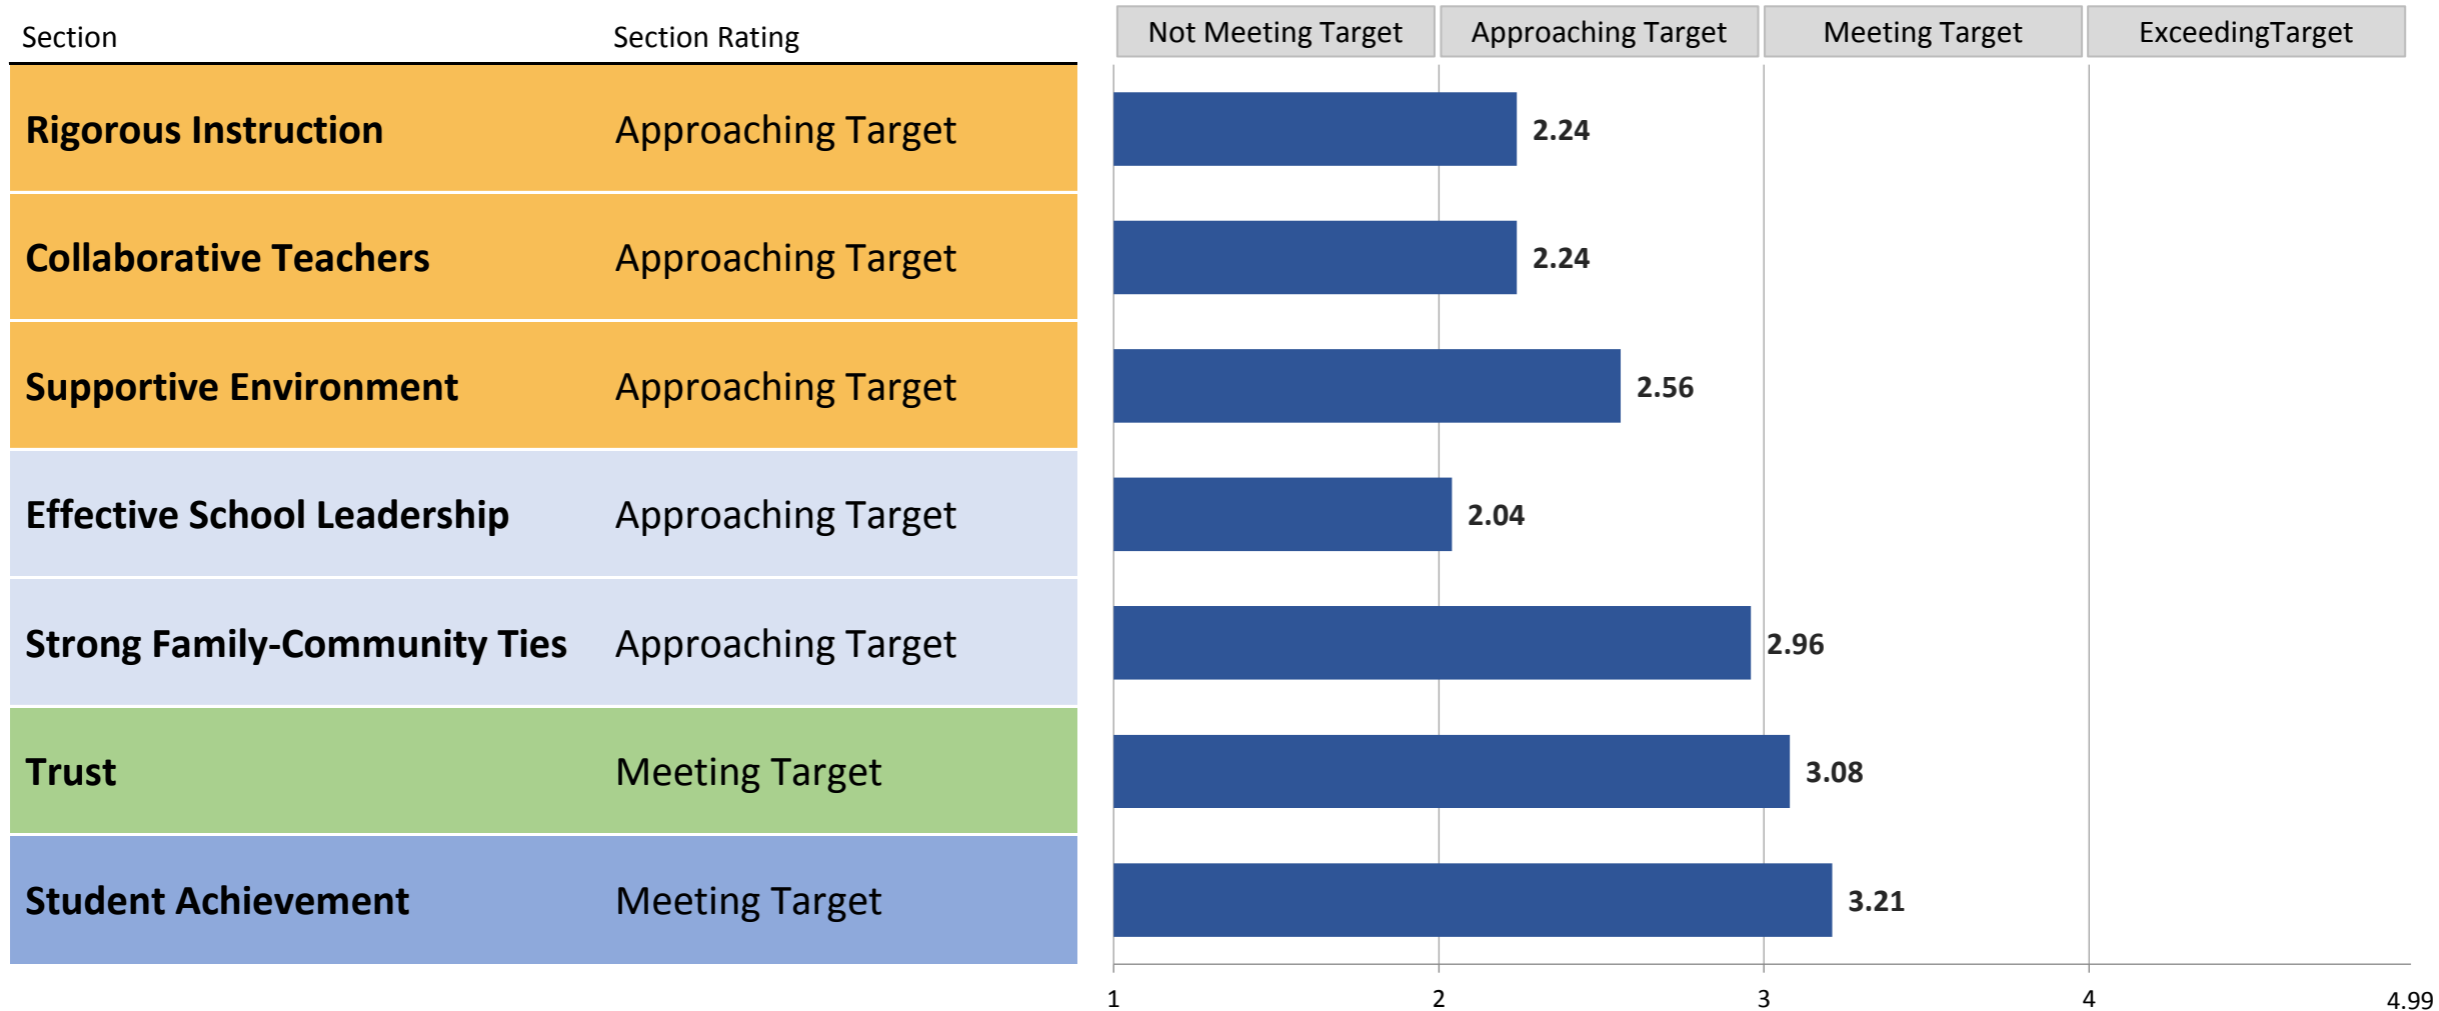 Section Section Rating Not Meeting Target Approaching Target Meeting Target ExceedingTarget
Rigorous Instruction Approaching Target 2.24
Collaborative Teachers Approaching Target 2.24
Supportive Environment Approaching Target 2.56
Effective School Leadership Approaching Target 2.04
Strong Family-Community Ties Approaching Target 2.96
Trust Meeting Target 3.08
Student Achievement Meeting Target 3.21
1 2 3 4 4.99